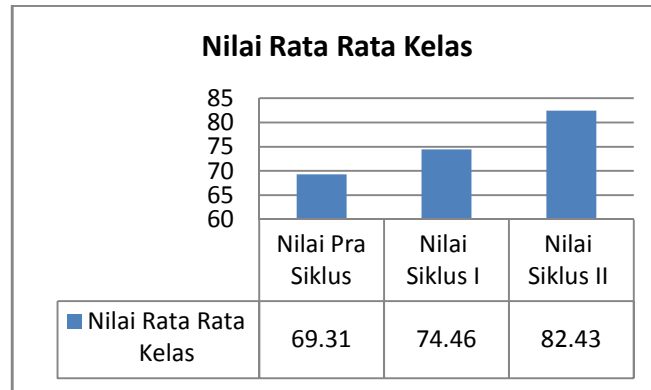 Nilai Rata Rata Kelas
85
80
75
70
65
60
Nilai Pra
Siklus
Nilai
Siklus I
Nilai
Siklus II
Nilai Rata Rata
Kelas
69.31
74.46
82.43